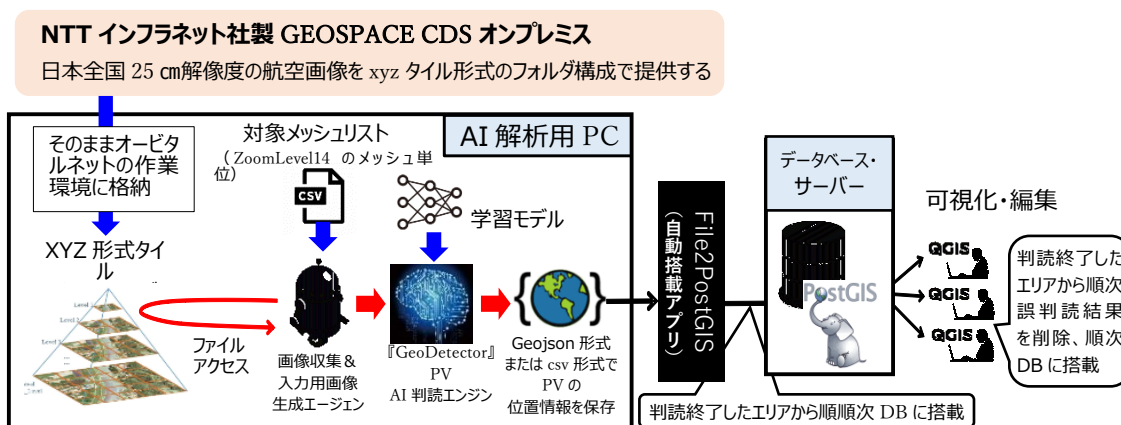 NTT インフラネット社製 GEOSPACE CDS オンプレミス
日本全国 25 ㎝解像度の航空画像を xyz タイル形式のフォルダ構成で提供する
そのままオービタ
ルネットの作業
環境に格納
対象メッシュリスト
（ZoomLevel14 のメッシュ単
位）
AI 解析用 PC
CSV
学習モデル
XYZ 形式タイ
ル
ファイル
アクセス
画像収集＆
入力用画像
生成エージェン
『GeoDetector』
PV
AI 判読エンジン
Geojson 形式
または csv 形式で
PV の
位置情報を保存
File2PostGIS
（自動搭載アプリ）
データベース・
サーバー
PostGIS
判読終了したエリアから順順次 DB に搭載
可視化・編集
QGIS
QGIS
QGIS
判読終了した
エリアから順次
誤判読結果
を削除、順次
DB に搭載